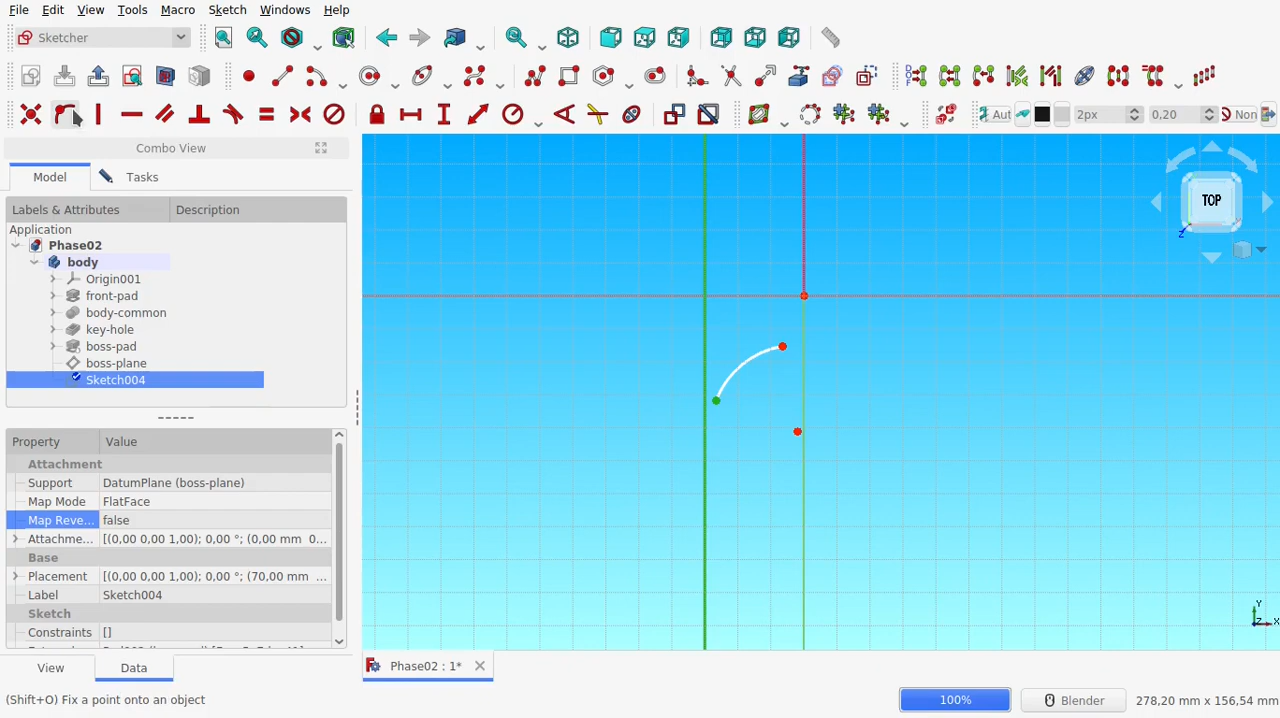 File Edit View Tools Macro Sketch Windows Help
Sketcher
Aut 2px 0,20 Non
Combo View
Model Tasks
Labels & Attributes Description
Application
Phase02
body
Origin001
front-pad
body-common
key-hole
boss-pad
boss-plane
Sketch004
Property Value
Attachment
Support DatumPlane (boss-plane)
Map Mode FlatFace
Map Reve... false
Attachme... [(0,00 0,00 1,00); 0,00 °; (0,00 mm 0...
Base
Placement [(0,00 0,00 1,00); 0,00 °; (70,00 mm ...
Label Sketch004
Sketch
Constraints []
View Data
TOP
Z
Y
Z
X
Phase02 : 1*
(Shift+O) Fix a point onto an object
100% Blender 278,20 mm x 156,54 mm